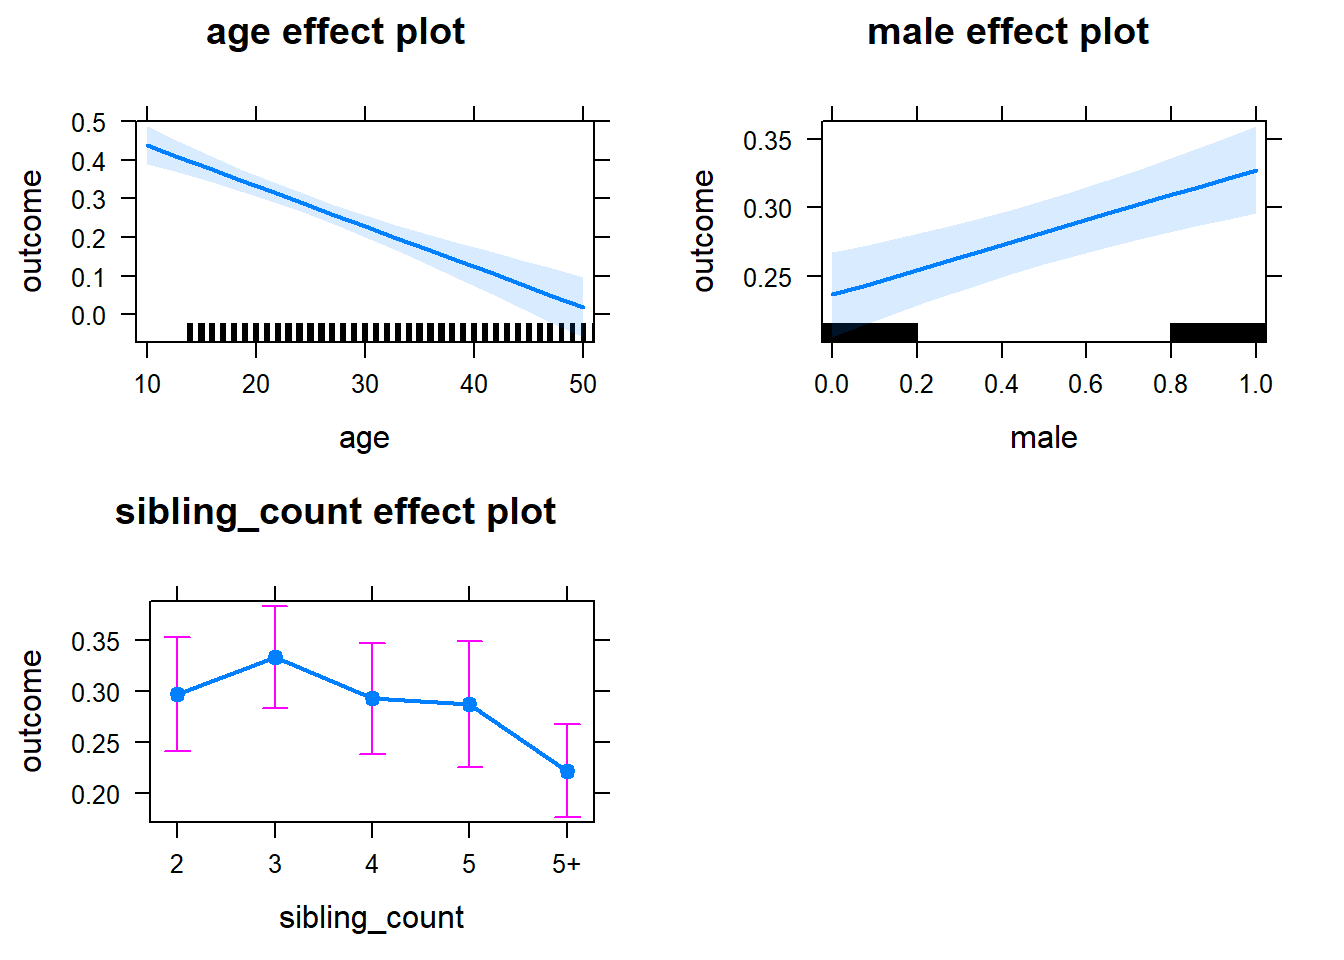 age effect plot
outcome
0.5
0.4
0.3
0.2
0.1
0.0
10 20 30 40 50
age
male effect plot
outcome
0.35
0.30
0.25
0.0 0.2 0.4 0.6 0.8 1.0
male
sibling_count effect plot
outcome
0.35
0.30
0.25
0.20
2 3 4 5 5+
sibling_count